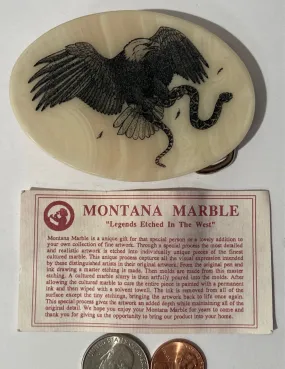 MONTANA MARBLE
"Legends Etched In The West"
Montana Marble is a unique gift for that special person or a lovely addition to
your own collection of fine artwork. Through a special process the most detailed
and realistic artwork is etched into individually unique pieces of the finest
cultured marble. This unique process captures all the visual expressions intended
by these distinguished artists in their original artwork. From the original pen and
ink drawing a master etching is made. Then molds are made from this master
etching. A cultured marble slurry is then artfully poured into the molds. After
allowing the cultured marble to cure the entire piece is painted with a permanent
ink and then wiped with a solvent towel. The ink is removed from all of the
surface except the tiny etchings, bringing the artwork back to life once again.
This special process gives the artwork an added depth while maintaining all of the
original detail. We hope you enjoy your Montana Marble for years to come and
thank you for giving us the opportunity to bring our product into your home.